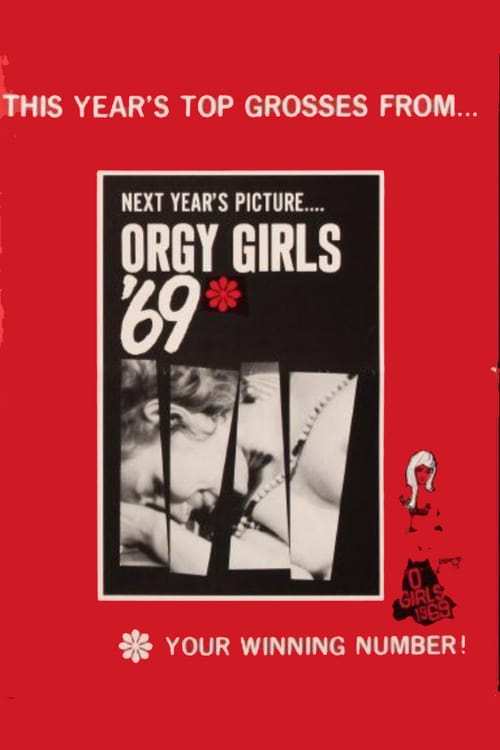 THIS YEAR'S TOP GROSSES FROM...
NEXT YEAR'S PICTURE....
ORGY GIRLS
'69
O'
GIRLS
1969
YOUR WINNING NUMBER!